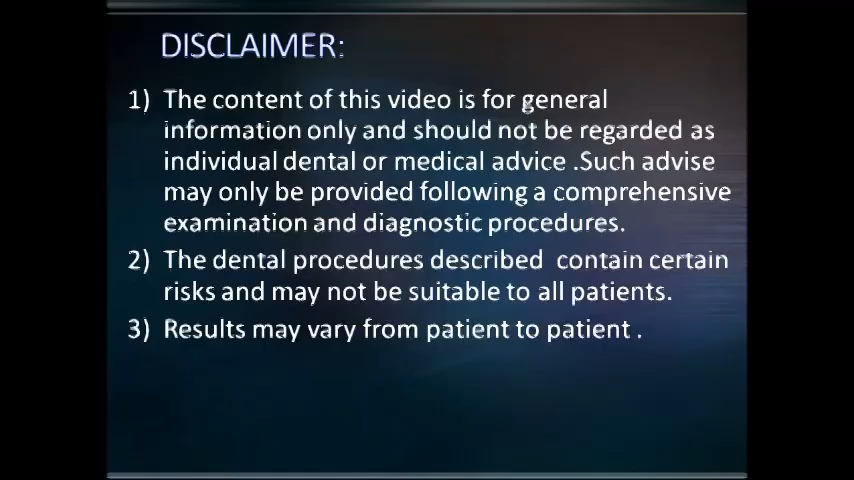 DISCLAIMER:
1) The content of this video is for general
information only and should not be regarded as
individual dental or medical advice .Such advise
may only be provided following a comprehensive
examination and diagnostic procedures.
2) The dental procedures described contain certain
risks and may not be suitable to all patients.
3) Results may vary from patient to patient .